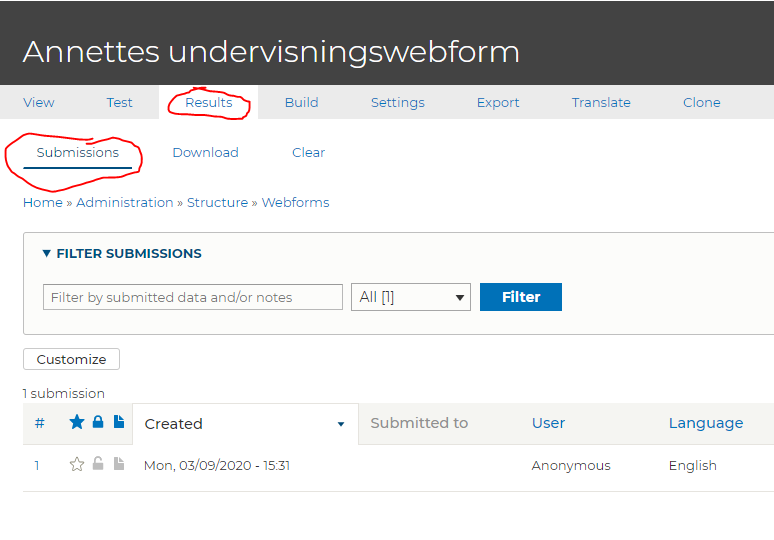 Annettes undervisningswebform
View Test Results Build Settings Export Translate Clone
Submissions Download Clear
Home » Administration » Structure » Webforms
▼ FILTER SUBMISSIONS
Filter by submitted data and/or notes All [1] Filter
Customize
1 submission
# Created Submitted to User Language
1 Mon, 03/09/2020 - 15:31 Anonymous English